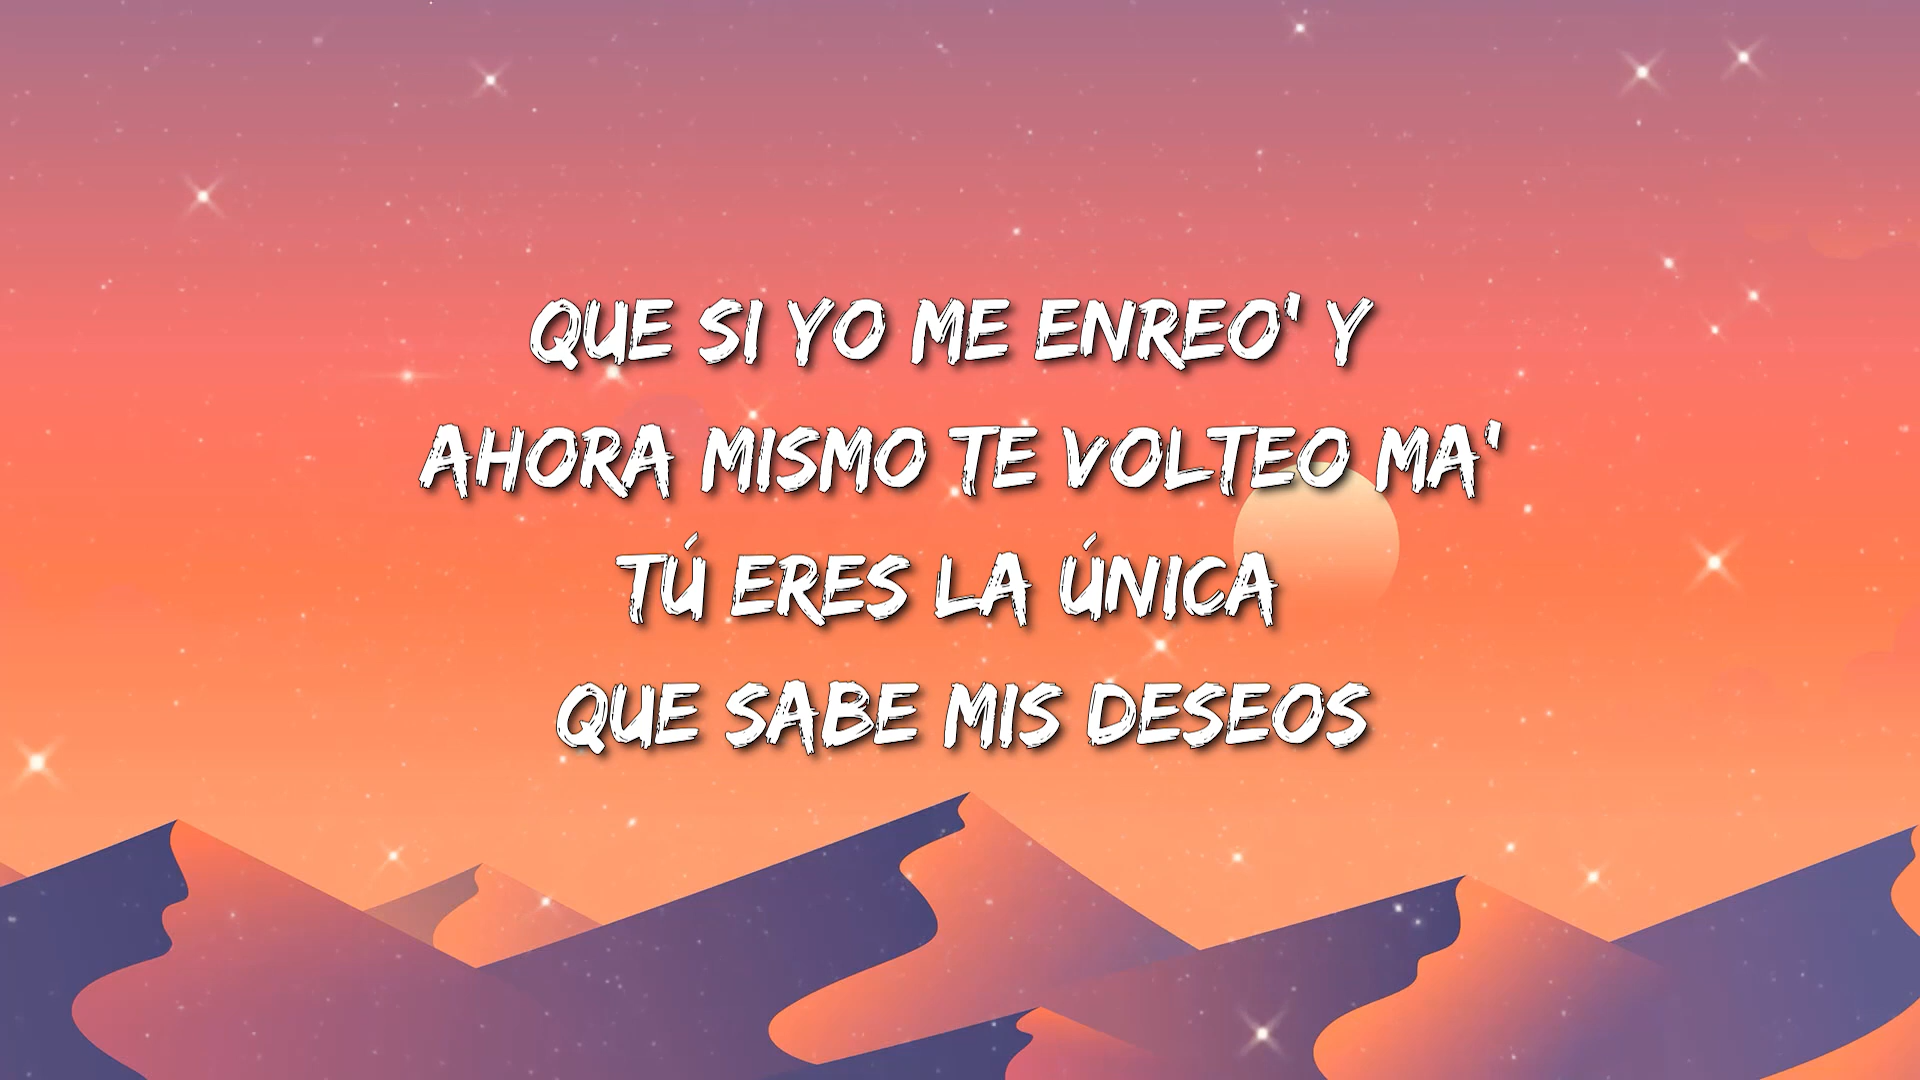 QUE SI YO ME ENREO' Y
AHORA MISMO TE VOLTEO MA'
TÚ ERES LA ÚNICA
QUE SABE MIS DESEOS